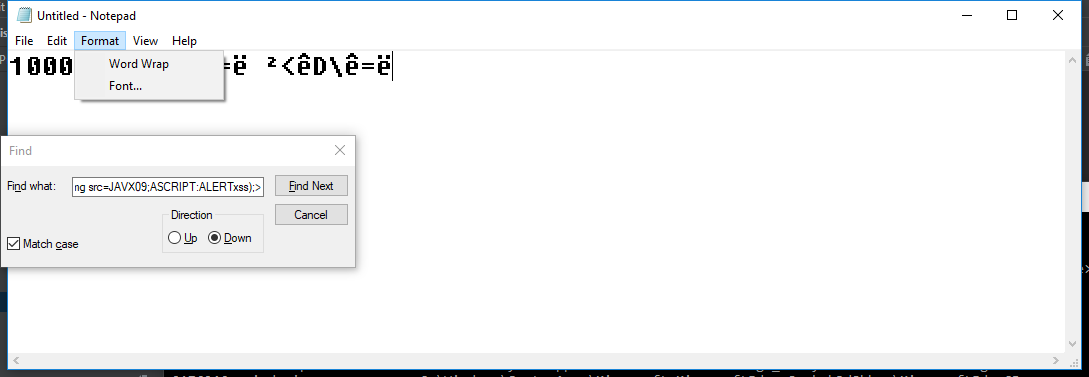 Untitled - Notepad
File Edit Format View Help
1000
=ë ²<êD\ê=ë
Word Wrap
Font...
Find
Find what: ng src=JAVX09;ASCRIPT:ALERTxss);> Find Next
Direction Cancel
Up Down
Match case